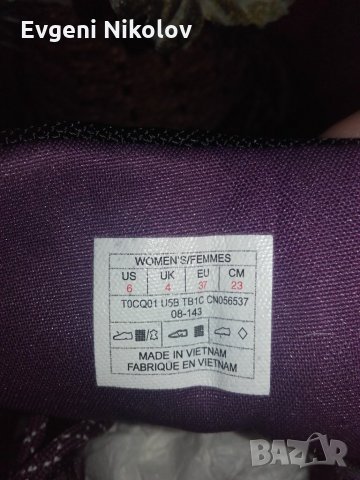 Evgeni Nikolov
WOMEN'S/FEMMES
US UK EU CM
6 4 37 23
T0CQ01 U5B TB1C CN056537
08-143
MADE IN VIETNAM
FABRIQUE EN VIETNAM
BAZAR